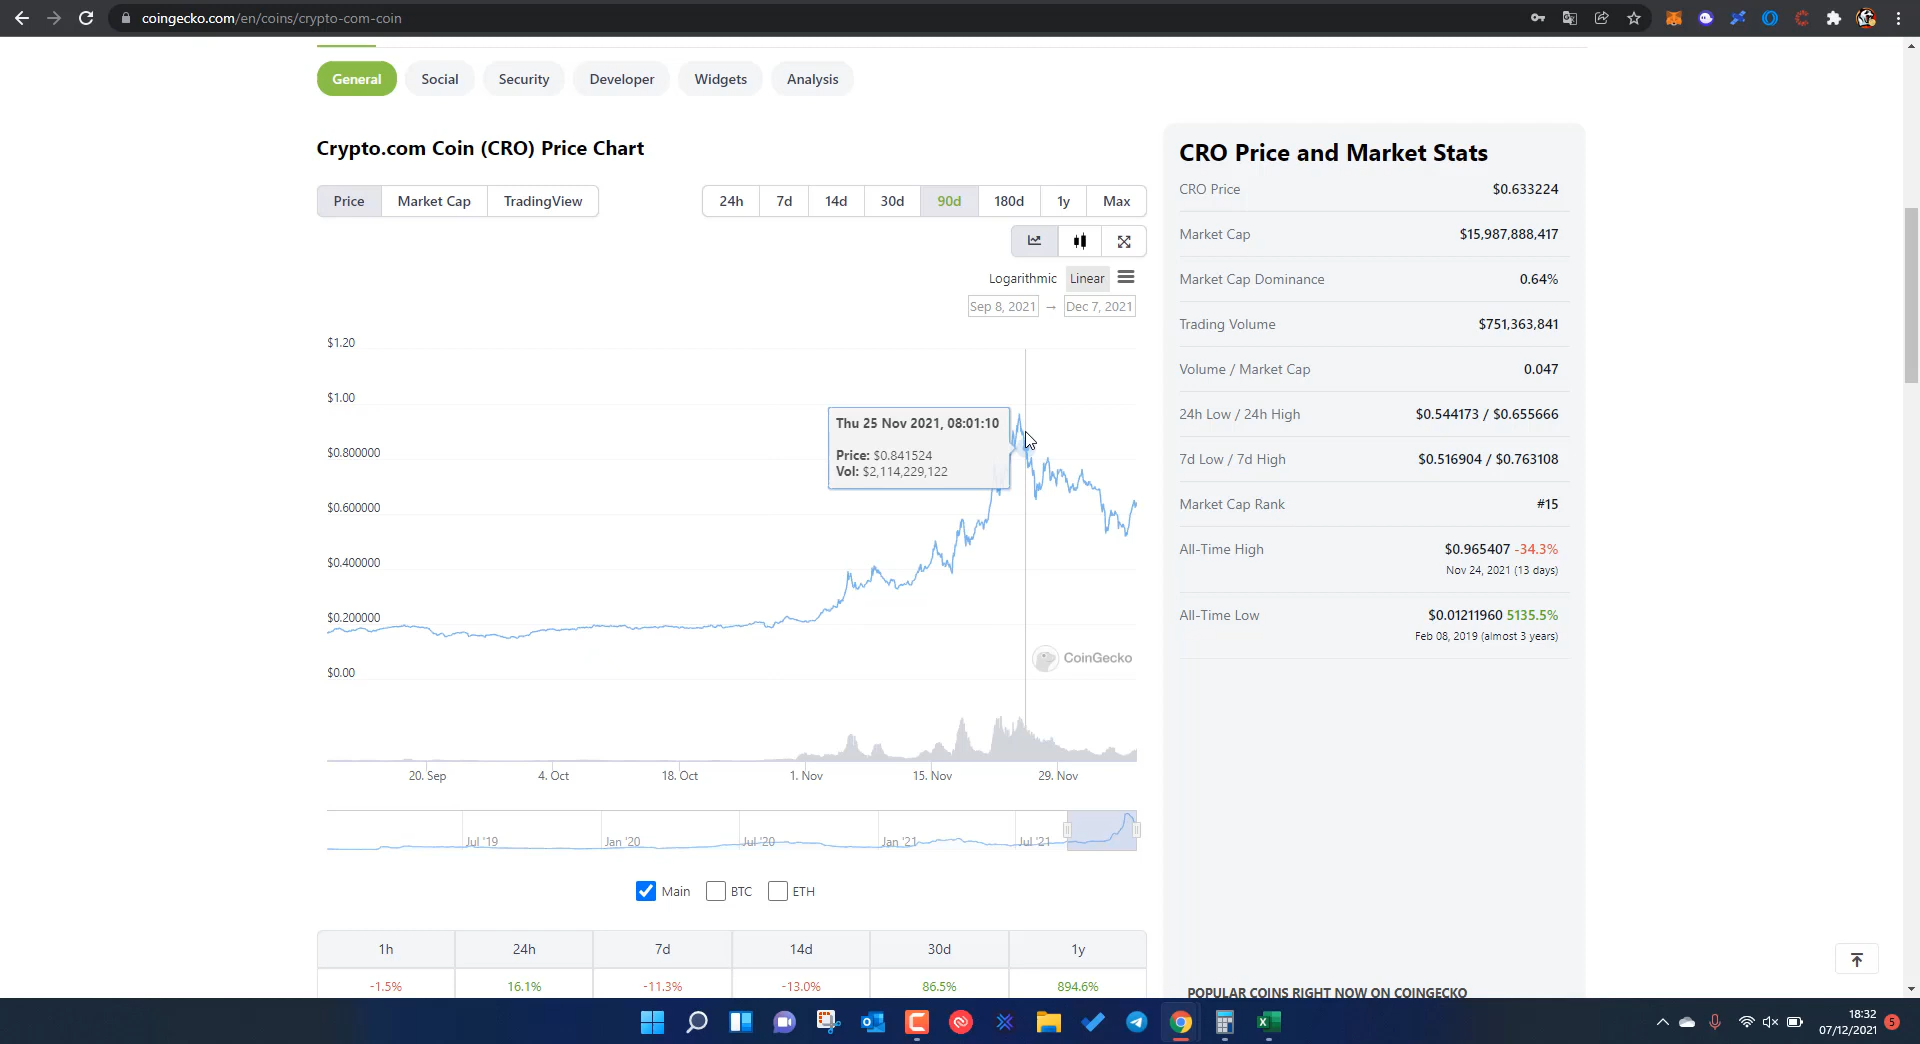 coingecko.com/en/coins/crypto-com-coin
General Social Security Developer Widgets Analysis
Crypto.com Coin (CRO) Price Chart
Price Market Cap TradingView
24h 7d 14d 30d 90d 180d 1y Max
Logarithmic Linear
Sep 8, 2021 → Dec 7, 2021
$1.20
$1.00
$0.800000
$0.600000
$0.400000
$0.200000
$0.00
Thu 25 Nov 2021, 08:01:10
Price: $0.841524
Vol: $2,114,229,122
CoinGecko
20. Sep 4. Oct 18. Oct 1. Nov 15. Nov 29. Nov
Jul '19 Jan '20 Jul '20 Jan '21 Jul '21
Main BTC ETH
1h 24h 7d 14d 30d 1y
-1.5% 16.1% -11.3% -13.0% 86.5% 894.6%
CRO Price and Market Stats
CRO Price $0.633224
Market Cap $15,987,888,417
Market Cap Dominance 0.64%
Trading Volume $751,363,841
Volume / Market Cap 0.047
24h Low / 24h High $0.544173 / $0.655666
7d Low / 7d High $0.516904 / $0.763108
Market Cap Rank #15
All-Time High $0.965407 -34.3%
Nov 24, 2021 (13 days)
All-Time Low $0.01211960 5135.5%
Feb 08, 2019 (almost 3 years)
POPULAR COINS RIGHT NOW ON COINGECKO
18:32
07/12/2021
5